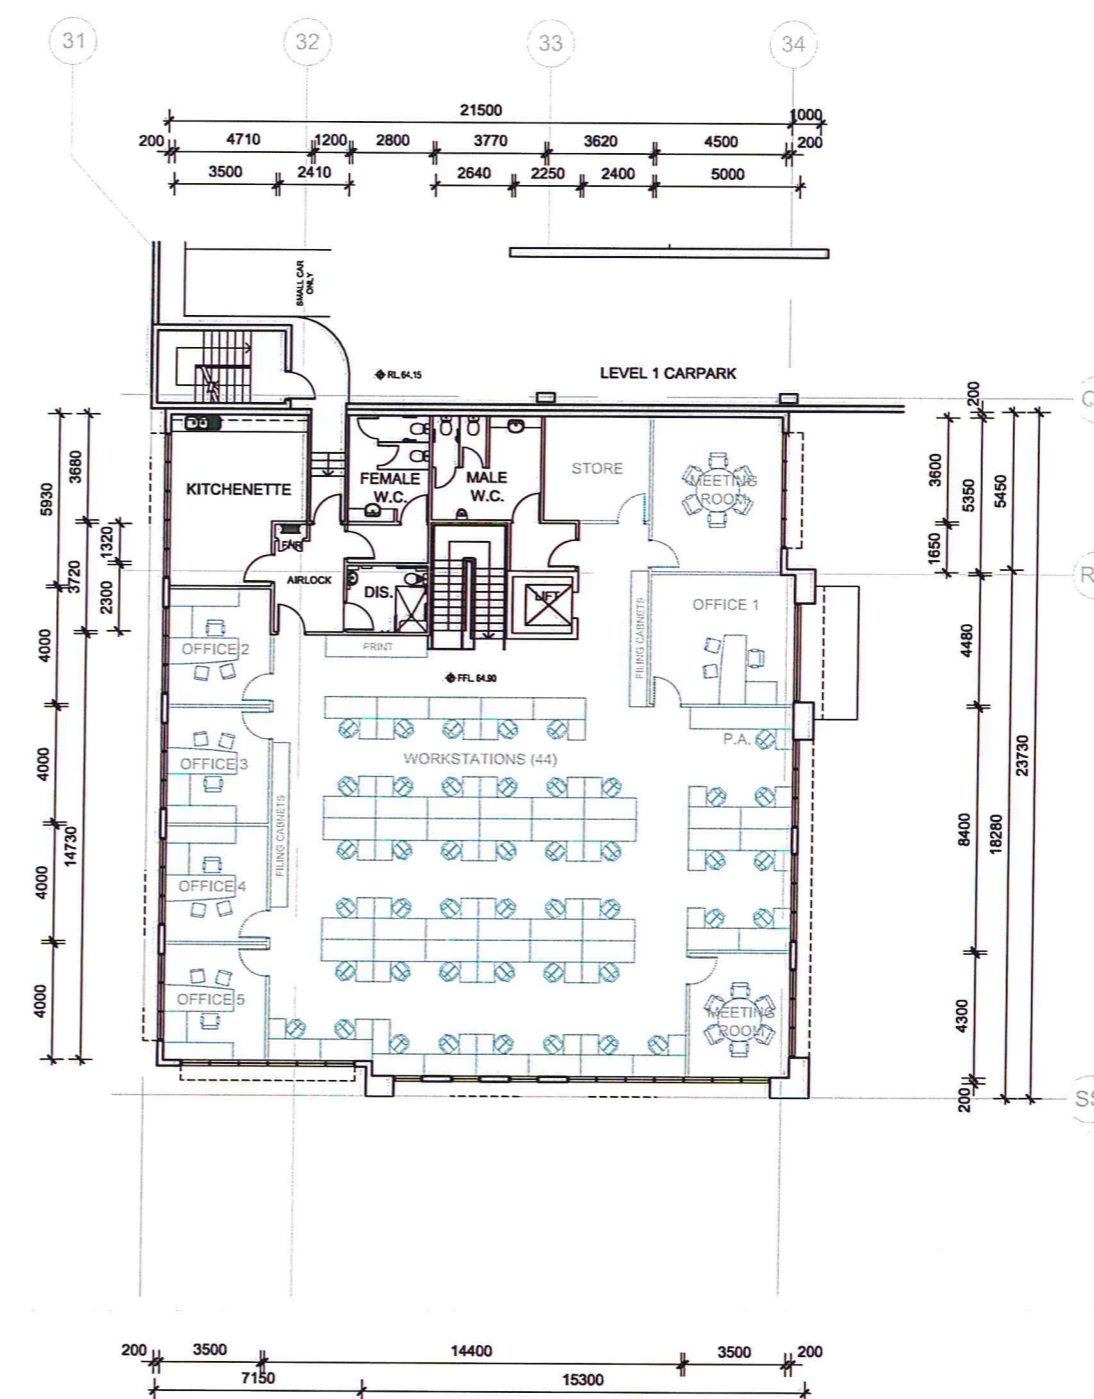 31
32
33
34
21500
1000
200
4710
1200
2800
3770
3620
4500
200
3500
2410
2640
2250
2400
5000
SMALL CAR
ONLY
RL.64.15
LEVEL 1 CARPARK
Q
200
3680
5930
KITCHENETTE
FEMALE
W.C.
MALE
W.C.
STORE
MEETING
ROOM
3600
5350
5450
1320
3720
2300
AIRLOCK
DIS.
LIFT
1650
R
OFFICE 1
FILING CABINETS
4000
OFFICE 2
PRINT
FFL. 64.90
4480
P.A.
WORKSTATIONS (44)
4000
OFFICE 3
FILING CABINETS
23730
14730
8400
18280
4000
OFFICE 4
4000
OFFICE 5
MEETING
ROOM
4300
200
SS
200
3500
14400
3500
200
7150
15300